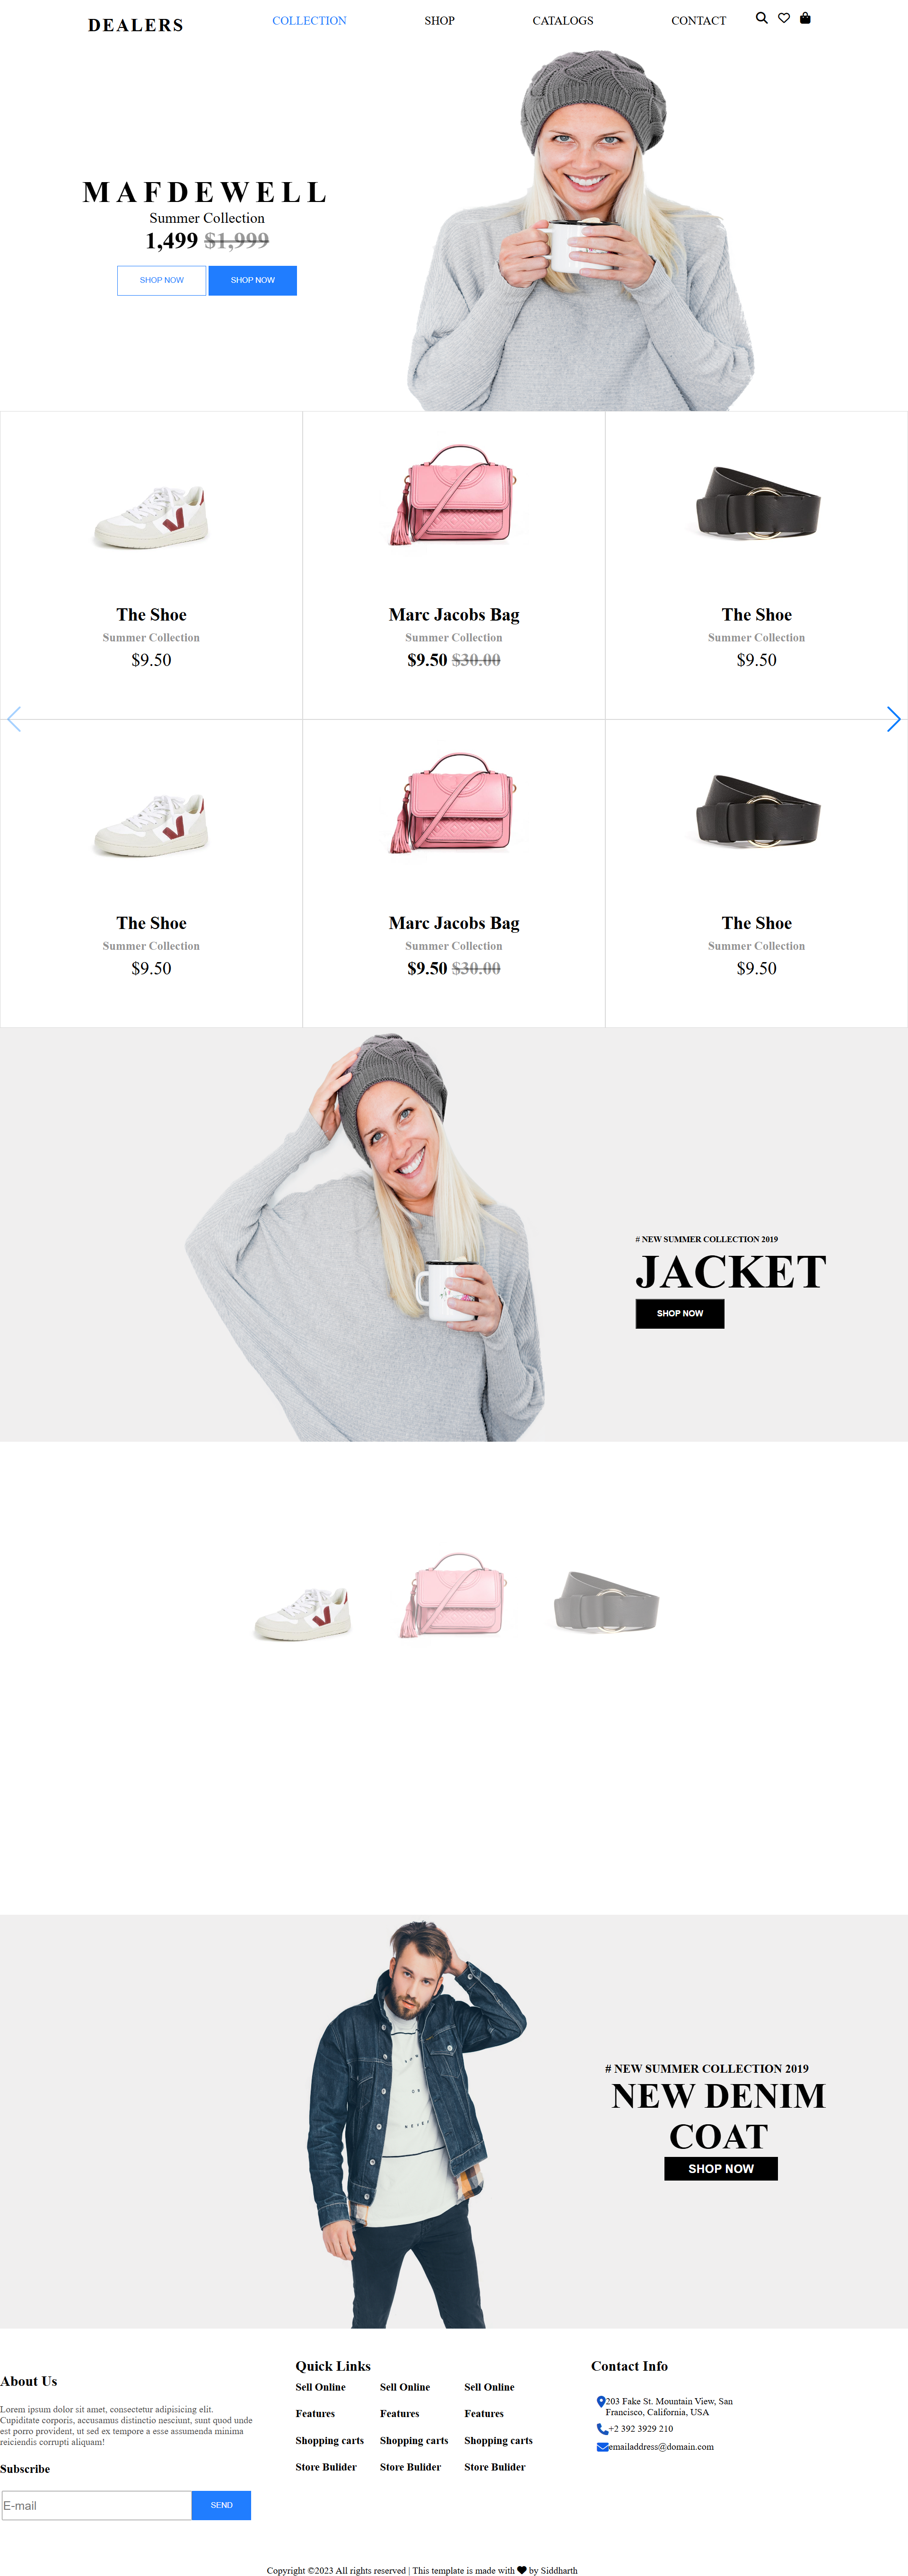 DEALERS
COLLECTION
SHOP
CATALOGS
CONTACT
MAFDEWELL
Summer Collection
1,499 $1,999
SHOP NOW
SHOP NOW
The Shoe
Summer Collection
$9.50
Marc Jacobs Bag
Summer Collection
$9.50 $30.00
The Shoe
Summer Collection
$9.50
The Shoe
Summer Collection
$9.50
Marc Jacobs Bag
Summer Collection
$9.50 $30.00
The Shoe
Summer Collection
$9.50
# NEW SUMMER COLLECTION 2019
JACKET
SHOP NOW
# NEW SUMMER COLLECTION 2019
NEW DENIM
COAT
SHOP NOW
About Us
Lorem ipsum dolor sit amet, consectetur adipisicing elit.
Cupiditate corporis, accusamus distinctio nesciunt, sunt quod unde
est porro provident, ut sed ex tempore a esse assumenda minima
reiciendis corrupti aliquam!
Subscribe
E-mail
SEND
Quick Links
Sell Online
Features
Shopping carts
Store Bulider
Sell Online
Features
Shopping carts
Store Bulider
Sell Online
Features
Shopping carts
Store Bulider
Contact Info
203 Fake St. Mountain View, San
Francisco, California, USA
+2 392 3929 210
emailaddress@domain.com
Copyright ©2023 All rights reserved | This template is made with ♥ by Siddharth